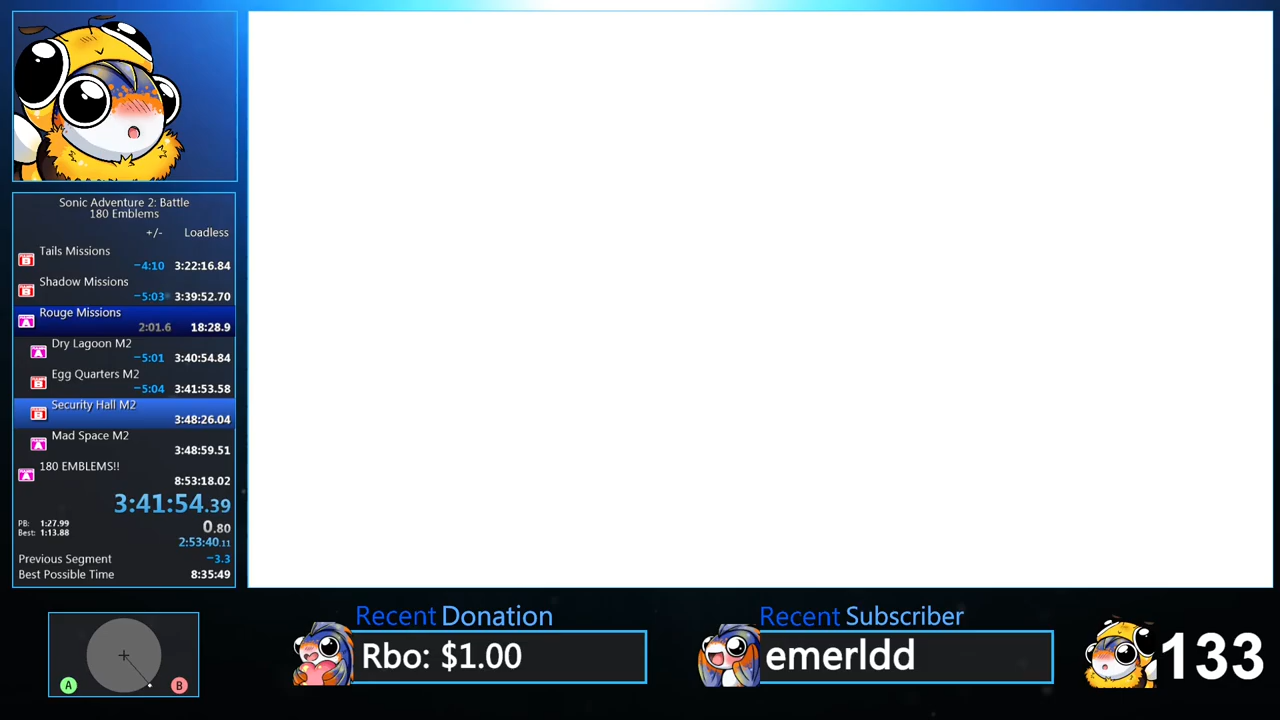 Sonic Adventure 2: Battle
180 Emblems
+/- Loadless
Tails Missions
−4:10 3:22:16.84
Shadow Missions
−5:03 3:39:52.70
Rouge Missions
2:01.6 18:28.9
Dry Lagoon M2
−5:01 3:40:54.84
Egg Quarters M2
−5:04 3:41:53.58
Security Hall M2
3:48:26.04
Mad Space M2
3:48:59.51
180 EMBLEMS!!
8:53:18.02
3:41:54.39
PB: 1:27.99
Best: 1:13.88
0.80
2:53:40.11
Previous Segment −3.3
Best Possible Time 8:35:49
A B
Recent Donation
Rbo: $1.00
Recent Subscriber
emerldd
133